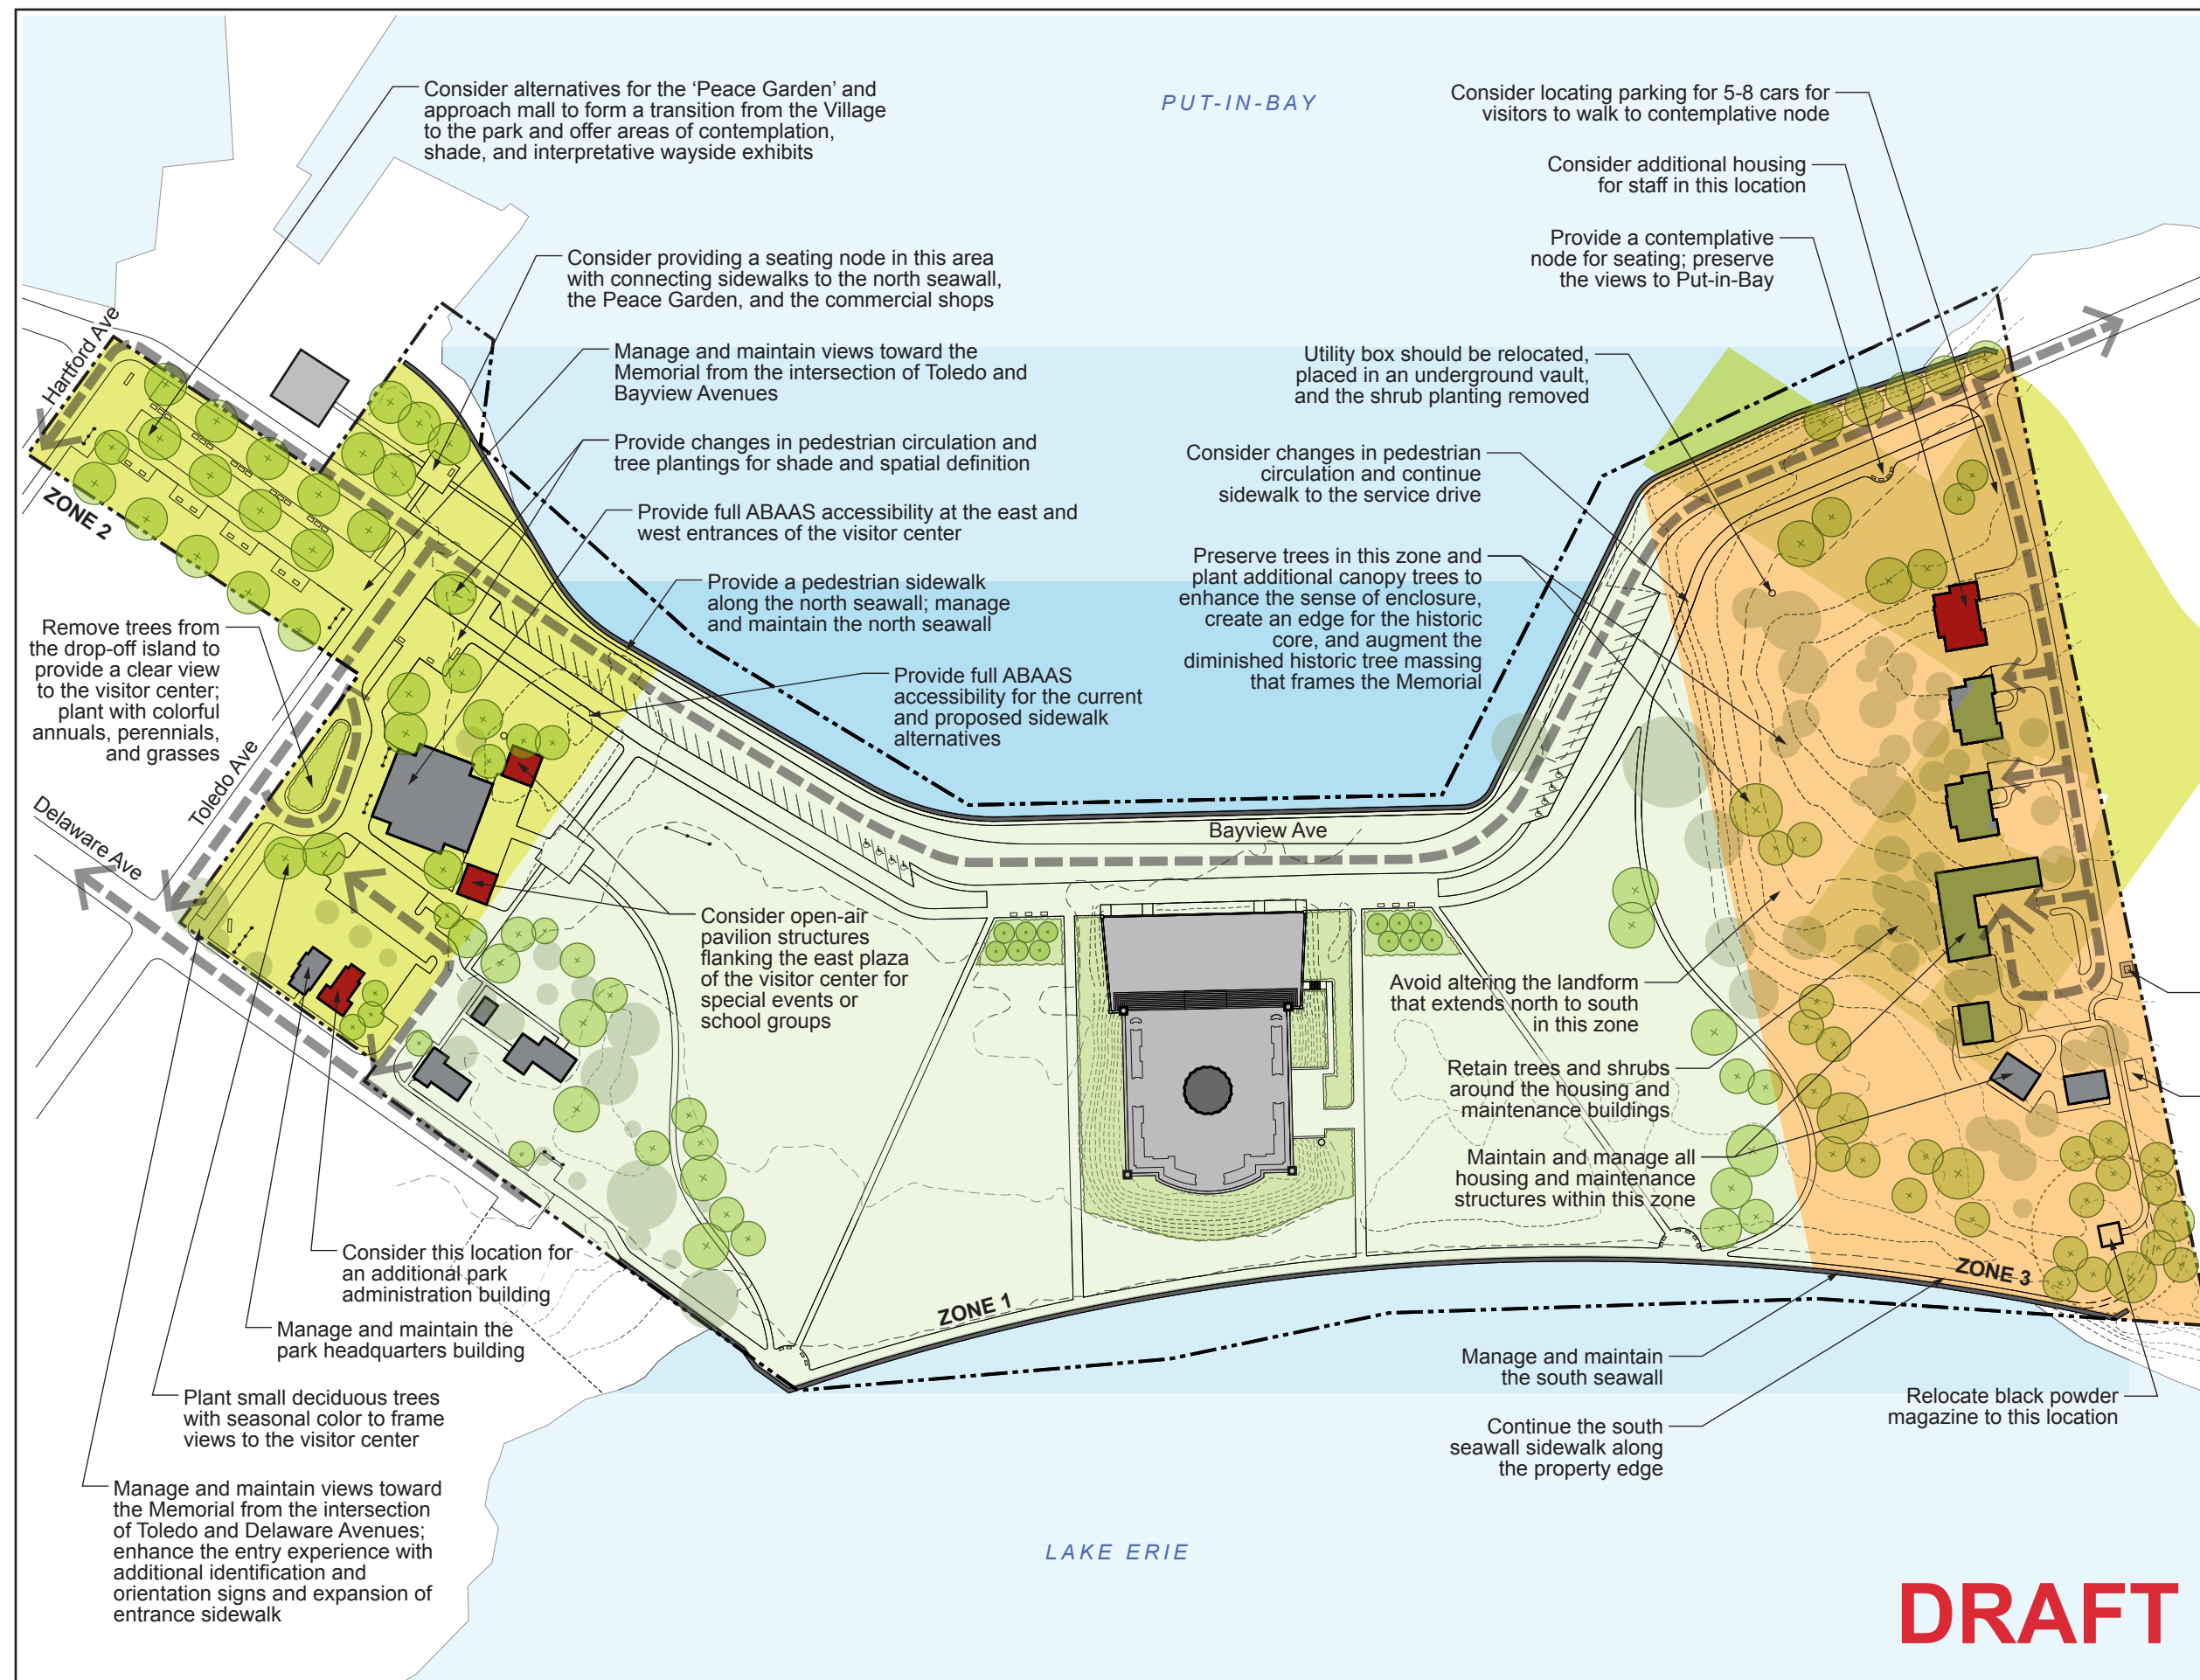 Consider alternatives for the ‘Peace Garden’ and
approach mall to form a transition from the Village
to the park and offer areas of contemplation,
shade, and interpretative wayside exhibits
PUT-IN-BAY
Consider locating parking for 5-8 cars for
visitors to walk to contemplative node
Consider additional housing
for staff in this location
Provide a contemplative
node for seating; preserve
the views to Put-in-Bay
Consider providing a seating node in this area
with connecting sidewalks to the north seawall,
the Peace Garden, and the commercial shops
Manage and maintain views toward the
Memorial from the intersection of Toledo and
Bayview Avenues
Utility box should be relocated,
placed in an underground vault,
and the shrub planting removed
Hartford Ave
Provide changes in pedestrian circulation and
tree plantings for shade and spatial definition
Consider changes in pedestrian
circulation and continue
sidewalk to the service drive
ZONE 2
Provide full ABAAS accessibility at the east and
west entrances of the visitor center
Preserve trees in this zone and
plant additional canopy trees to
enhance the sense of enclosure,
create an edge for the historic
core, and augment the
diminished historic tree massing
that frames the Memorial
Provide a pedestrian sidewalk
along the north seawall; manage
and maintain the north seawall
Remove trees from
the drop-off island to
provide a clear view
to the visitor center;
plant with colorful
annuals, perennials,
and grasses
Provide full ABAAS
accessibility for the current
and proposed sidewalk
alternatives
Toledo Ave
Delaware Ave
Bayview Ave
Consider open-air
pavilion structures
flanking the east plaza
of the visitor center for
special events or
school groups
Avoid altering the landform
that extends north to south
in this zone
Retain trees and shrubs
around the housing and
maintenance buildings
Maintain and manage all
housing and maintenance
structures within this zone
Consider this location for
an additional park
administration building
ZONE 1
ZONE 3
Manage and maintain the
park headquarters building
Manage and maintain
the south seawall
Plant small deciduous trees
with seasonal color to frame
views to the visitor center
Relocate black powder
magazine to this location
Continue the south
seawall sidewalk along
the property edge
Manage and maintain views toward
the Memorial from the intersection
of Toledo and Delaware Avenues;
enhance the entry experience with
additional identification and
orientation signs and expansion of
entrance sidewalk
LAKE ERIE
DRAFT